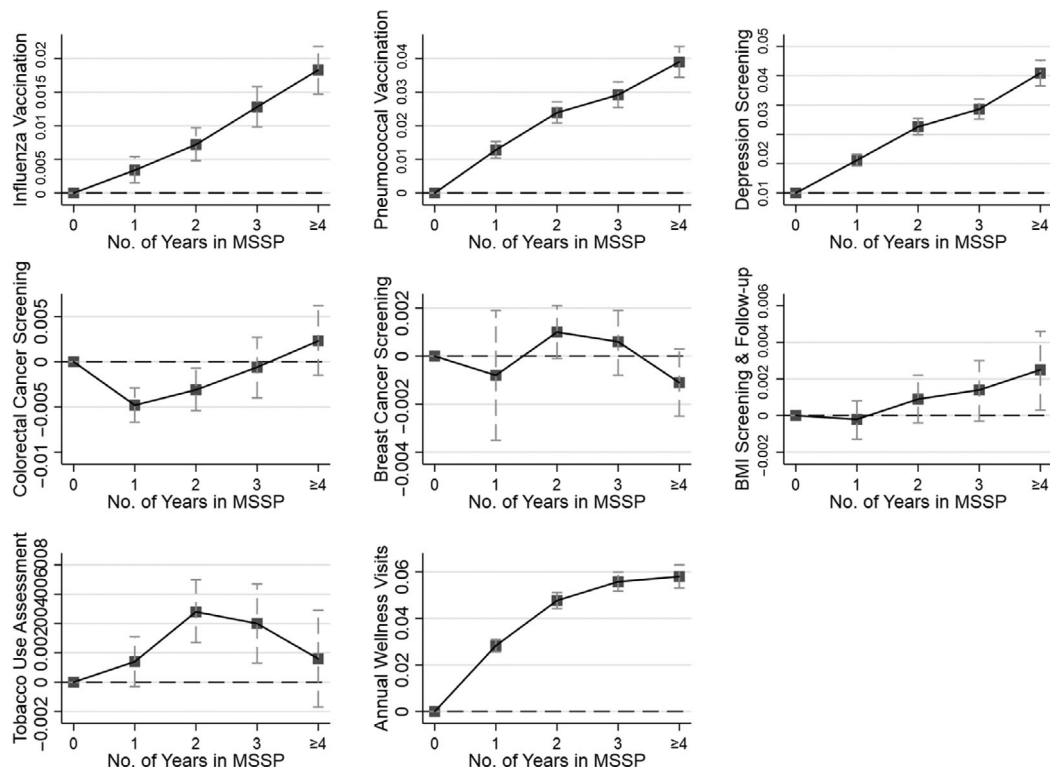 Influenza Vaccination
0 0.005 0.01 0.015 0.02
0 1 2 3 ≥4
No. of Years in MSSP
Pneumococcal Vaccination
0 0.01 0.02 0.03 0.04
0 1 2 3 ≥4
No. of Years in MSSP
Depression Screening
0.01 0.02 0.03 0.04 0.05
0 1 2 3 ≥4
No. of Years in MSSP
Colorectal Cancer Screening
−0.01 −0.005 0 0.005
0 1 2 3 ≥4
No. of Years in MSSP
Breast Cancer Screening
−0.004 −0.002 0 0.002
0 1 2 3 ≥4
No. of Years in MSSP
BMI Screening & Follow-up
−0.002 0 0.002 0.004 0.006
0 1 2 3 ≥4
No. of Years in MSSP
Tobacco Use Assessment
−0.002 0 0.002004006008
0 1 2 3 ≥4
No. of Years in MSSP
Annual Wellness Visits
0 0.02 0.04 0.06
0 1 2 3 ≥4
No. of Years in MSSP